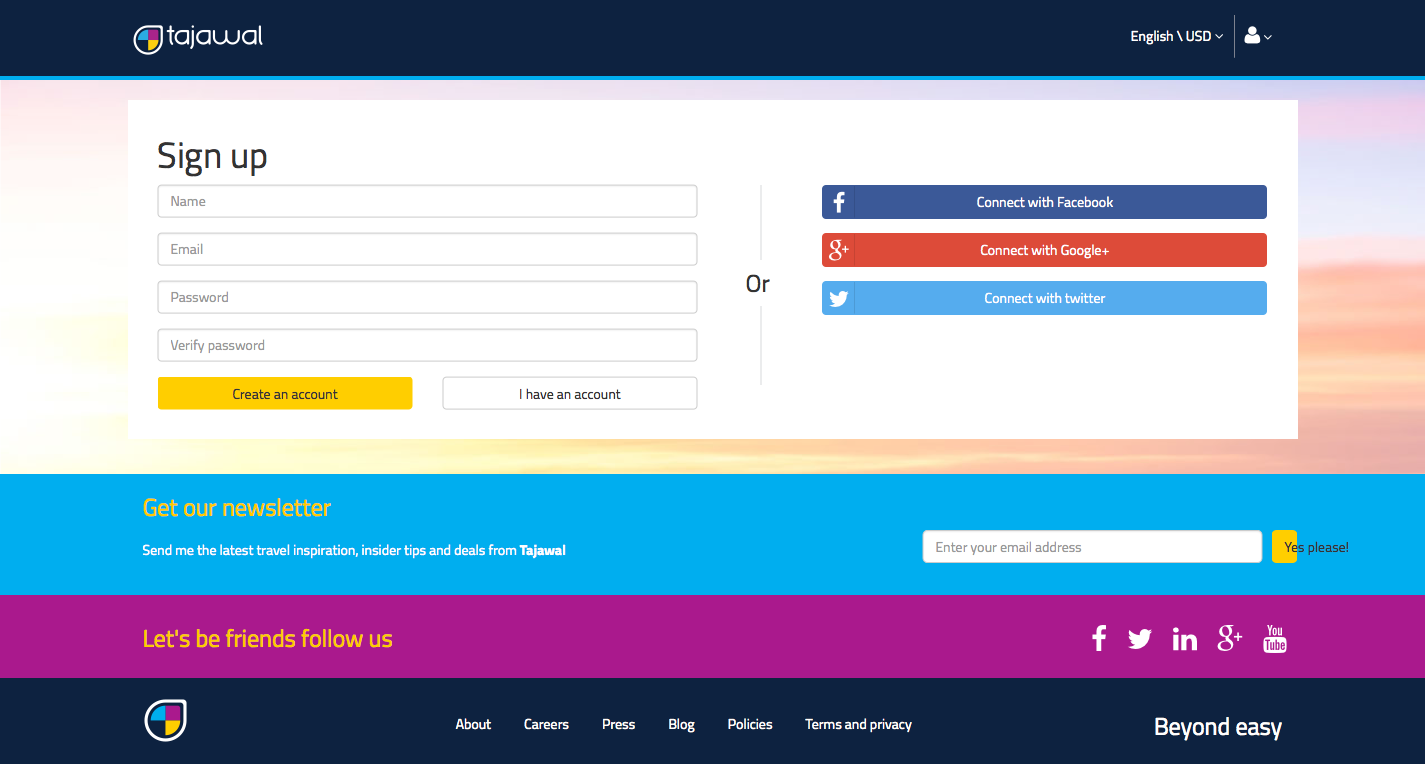 tajawal
English \ USD
Sign up
Name
Email
Password
Verify password
Create an account
I have an account
Or
Connect with Facebook
Connect with Google+
Connect with twitter
Get our newsletter
Send me the latest travel inspiration, insider tips and deals from Tajawal
Enter your email address
Yes please!
Let's be friends follow us
You
Tube
About
Careers
Press
Blog
Policies
Terms and privacy
Beyond easy